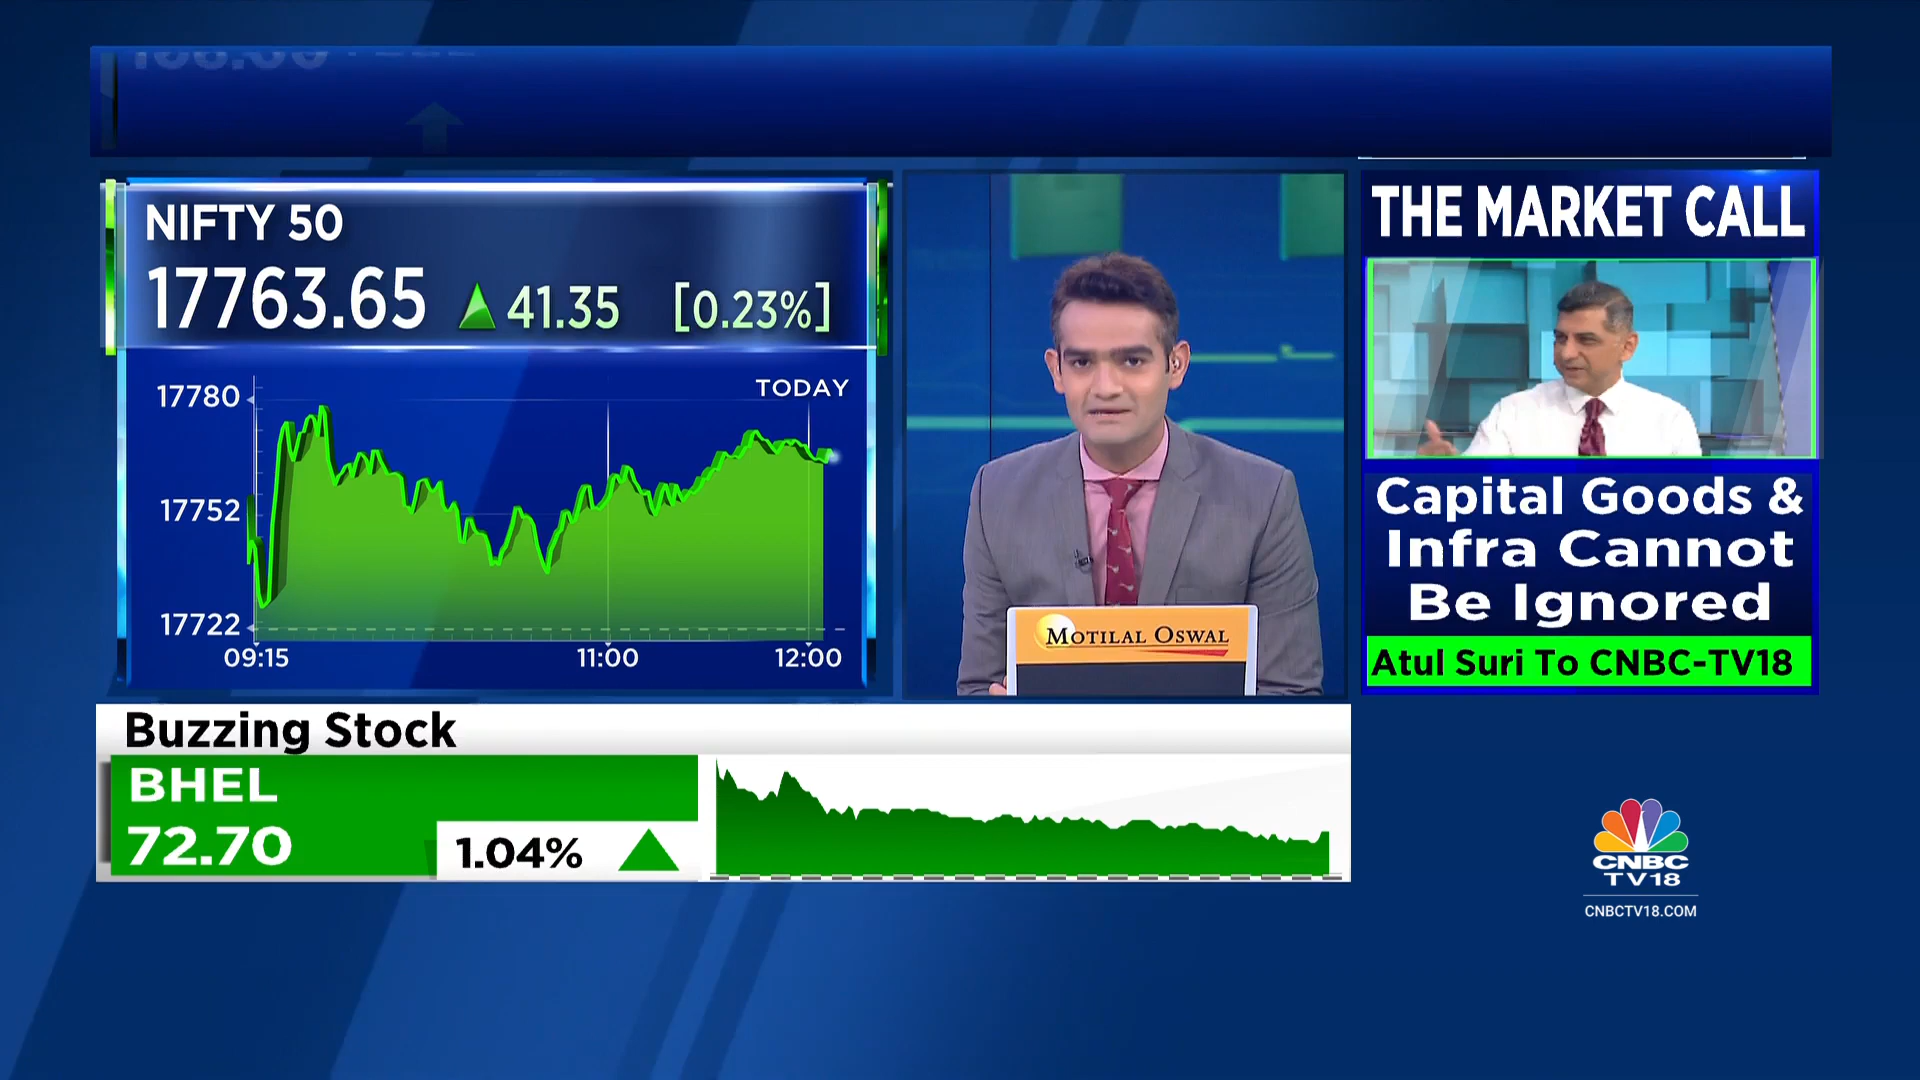 NIFTY 50
17763.65 41.35 [0.23%]
TODAY
17780
17752
17722
09:15 11:00 12:00
MOTILAL OSWAL
THE MARKET CALL
Capital Goods &
Infra Cannot
Be Ignored
Atul Suri To CNBC-TV18
Buzzing Stock
BHEL
72.70
1.04%
CNBC
TV18
CNBCTV18.COM